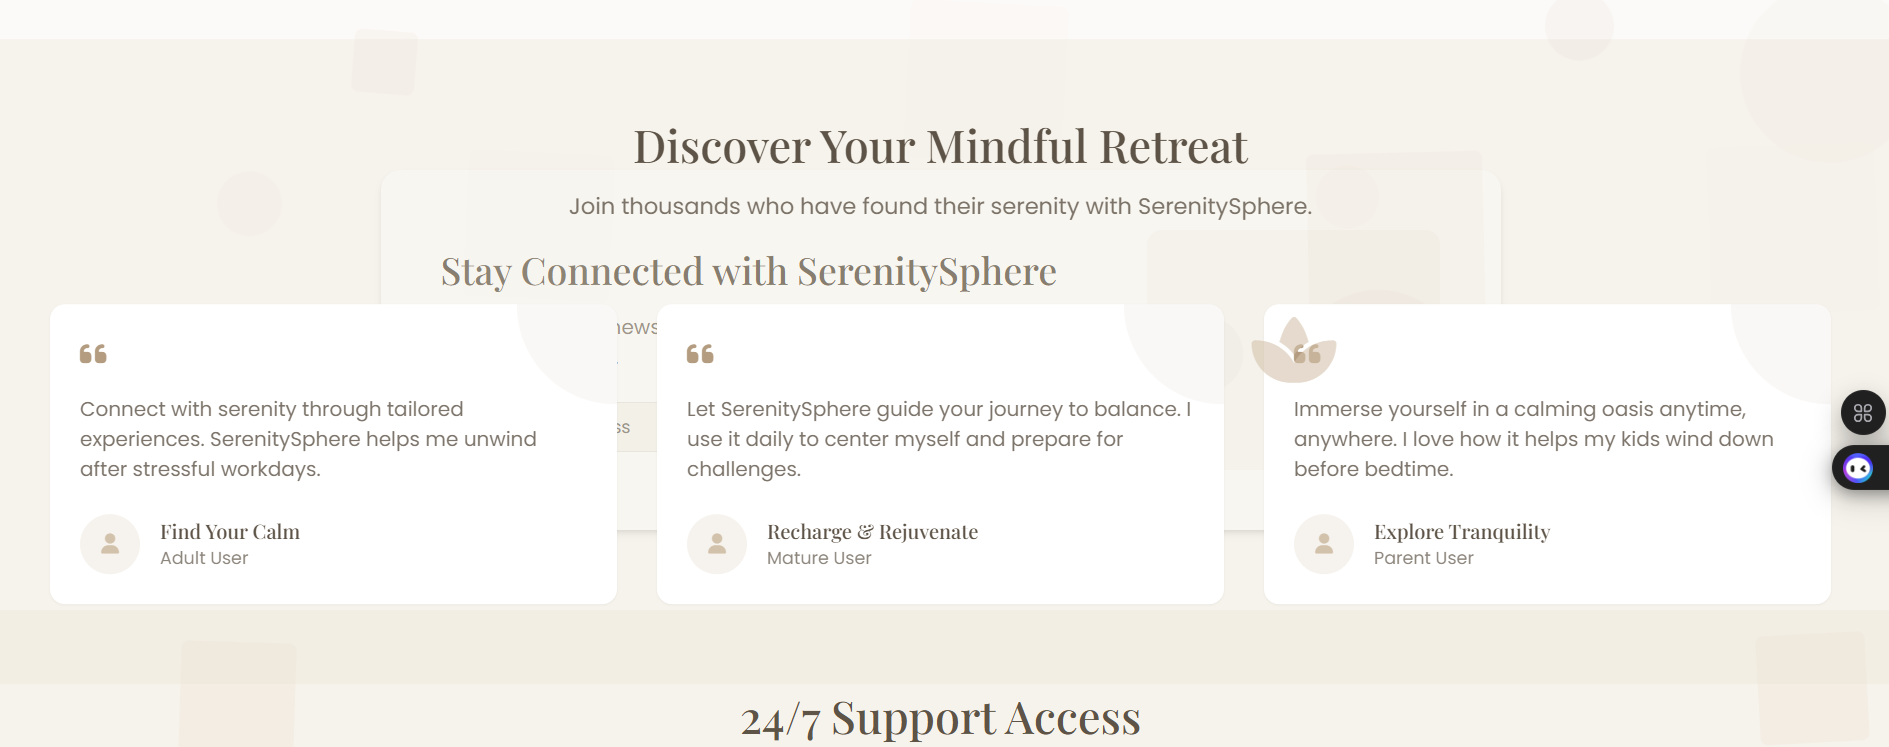 Discover Your Mindful Retreat
Join thousands who have found their serenity with SerenitySphere.
Stay Connected with SerenitySphere
news
Connect with serenity through tailored
experiences. SerenitySphere helps me unwind
after stressful workdays.
Find Your Calm
Adult User
ss
Let SerenitySphere guide your journey to balance. I
use it daily to center myself and prepare for
challenges.
Recharge & Rejuvenate
Mature User
Immerse yourself in a calming oasis anytime,
anywhere. I love how it helps my kids wind down
before bedtime.
Explore Tranquility
Parent User
24/7 Support Access